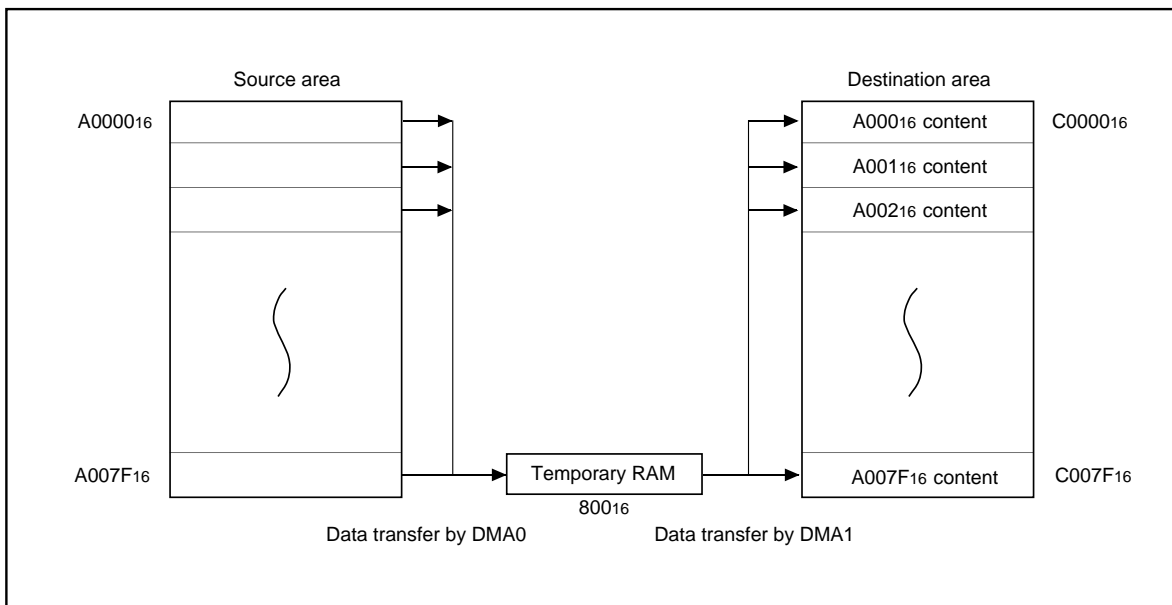 Source area
Destination area
A0000₁₆
A000₁₆ content
C0000₁₆
A001₁₆ content
A002₁₆ content
A007F₁₆
Temporary RAM
A007F₁₆ content
C007F₁₆
800₁₆
Data transfer by DMA0
Data transfer by DMA1